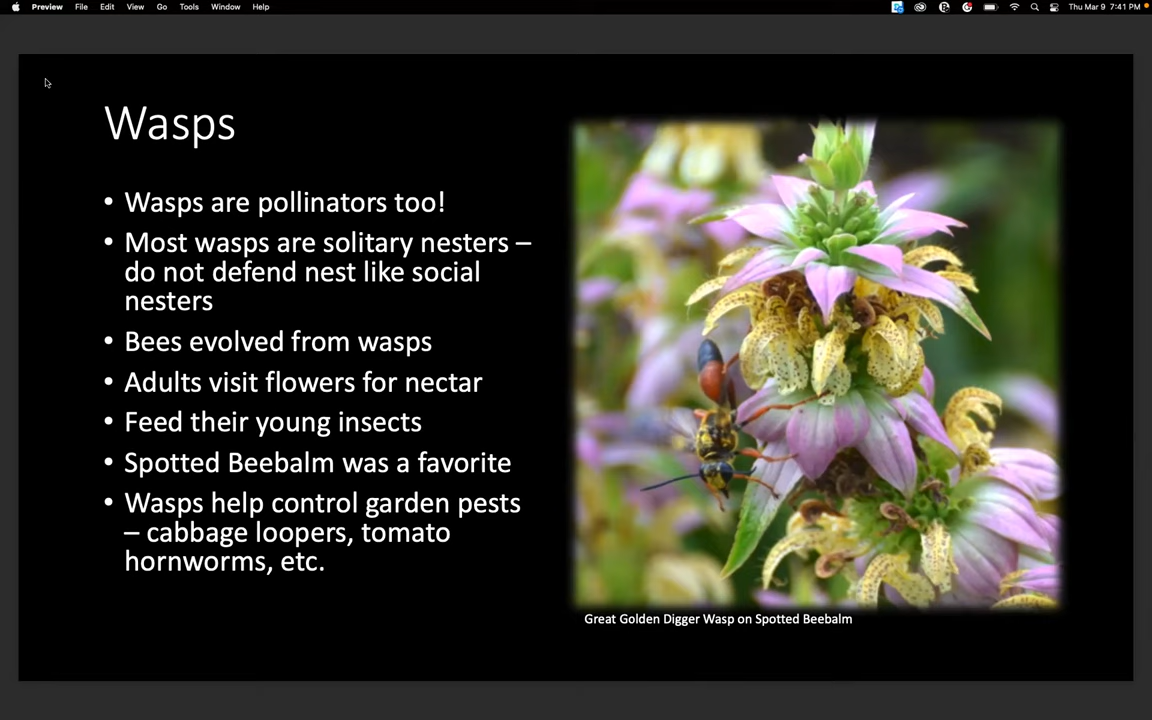 Preview File Edit View Go Tools Window Help
Thu Mar 9 7:41 PM
Wasps
• Wasps are pollinators too!
• Most wasps are solitary nesters –
do not defend nest like social
nesters
• Bees evolved from wasps
• Adults visit flowers for nectar
• Feed their young insects
• Spotted Beebalm was a favorite
• Wasps help control garden pests
– cabbage loopers, tomato
hornworms, etc.
Great Golden Digger Wasp on Spotted Beebalm